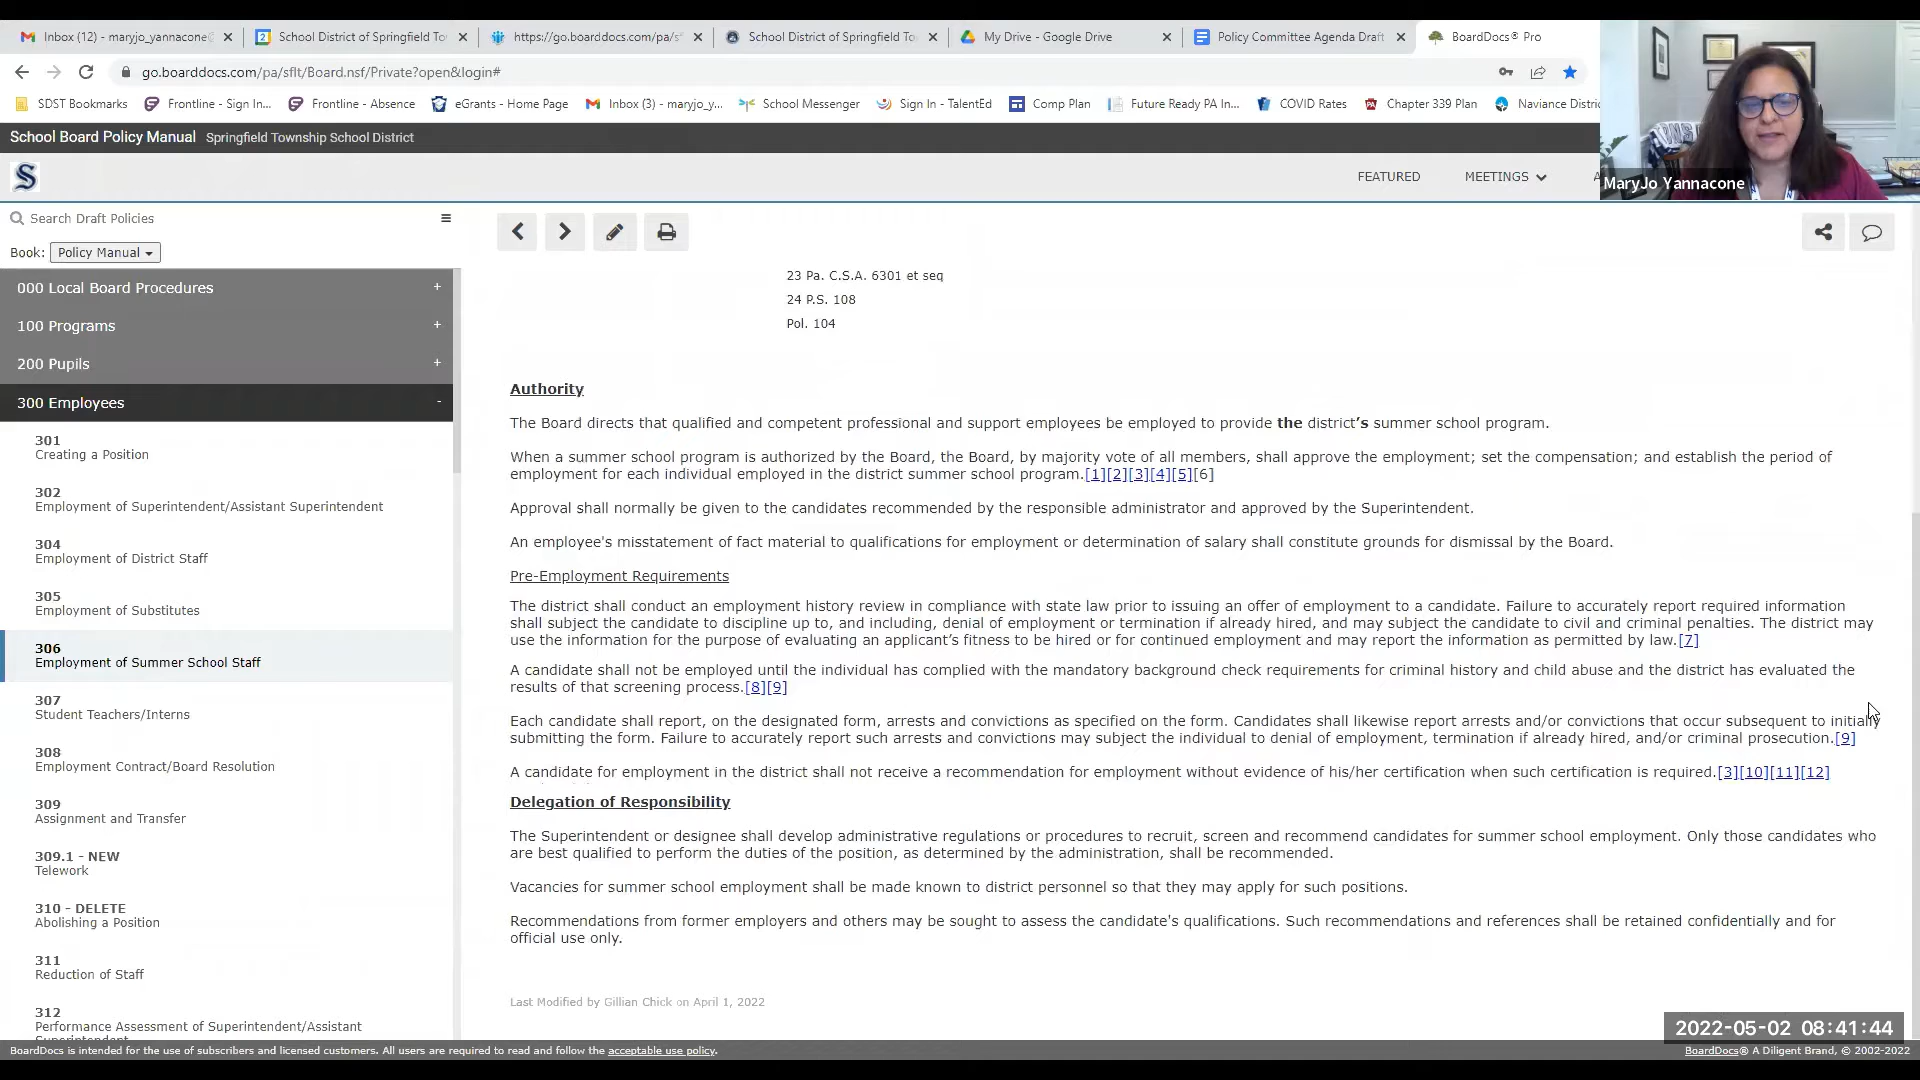 Inbox (12) - maryjo_yannacone
School District of Springfield To
https://go.boarddocs.com/pa/s
School District of Springfield To
My Drive - Google Drive
Policy Committee Agenda Draft
BoardDocs® Pro
go.boarddocs.com/pa/sflt/Board.nsf/Private?open&login#
SDST Bookmarks
Frontline - Sign In...
Frontline - Absence
eGrants - Home Page
Inbox (3) - maryjo_y...
School Messenger
Sign In - TalentEd
Comp Plan
Future Ready PA In...
COVID Rates
Chapter 339 Plan
Naviance Distric
School Board Policy Manual Springfield Township School District
S
FEATURED
MEETINGS
MaryJo Yannacone
Search Draft Policies
Book: Policy Manual
000 Local Board Procedures +
100 Programs +
200 Pupils +
300 Employees -
301
Creating a Position
302
Employment of Superintendent/Assistant Superintendent
304
Employment of District Staff
305
Employment of Substitutes
306
Employment of Summer School Staff
307
Student Teachers/Interns
308
Employment Contract/Board Resolution
309
Assignment and Transfer
309.1 - NEW
Telework
310 - DELETE
Abolishing a Position
311
Reduction of Staff
312
Performance Assessment of Superintendent/Assistant
23 Pa. C.S.A. 6301 et seq
24 P.S. 108
Pol. 104
Authority
The Board directs that qualified and competent professional and support employees be employed to provide the district's summer school program.
When a summer school program is authorized by the Board, the Board, by majority vote of all members, shall approve the employment; set the compensation; and establish the period of
employment for each individual employed in the district summer school program.[1][2][3][4][5][6]
Approval shall normally be given to the candidates recommended by the responsible administrator and approved by the Superintendent.
An employee's misstatement of fact material to qualifications for employment or determination of salary shall constitute grounds for dismissal by the Board.
Pre-Employment Requirements
The district shall conduct an employment history review in compliance with state law prior to issuing an offer of employment to a candidate. Failure to accurately report required information
shall subject the candidate to discipline up to, and including, denial of employment or termination if already hired, and may subject the candidate to civil and criminal penalties. The district may
use the information for the purpose of evaluating an applicant's fitness to be hired or for continued employment and may report the information as permitted by law.[7]
A candidate shall not be employed until the individual has complied with the mandatory background check requirements for criminal history and child abuse and the district has evaluated the
results of that screening process.[8][9]
Each candidate shall report, on the designated form, arrests and convictions as specified on the form. Candidates shall likewise report arrests and/or convictions that occur subsequent to initially
submitting the form. Failure to accurately report such arrests and convictions may subject the individual to denial of employment, termination if already hired, and/or criminal prosecution.[9]
A candidate for employment in the district shall not receive a recommendation for employment without evidence of his/her certification when such certification is required.[3][10][11][12]
Delegation of Responsibility
The Superintendent or designee shall develop administrative regulations or procedures to recruit, screen and recommend candidates for summer school employment. Only those candidates who
are best qualified to perform the duties of the position, as determined by the administration, shall be recommended.
Vacancies for summer school employment shall be made known to district personnel so that they may apply for such positions.
Recommendations from former employers and others may be sought to assess the candidate's qualifications. Such recommendations and references shall be retained confidentially and for
official use only.
Last Modified by Gillian Chick on April 1, 2022
2022-05-02 08:41:44
BoardDocs is intended for the use of subscribers and licensed customers. All users are required to read and follow the acceptable use policy.
BoardDocs® A Diligent Brand, © 2002-2022